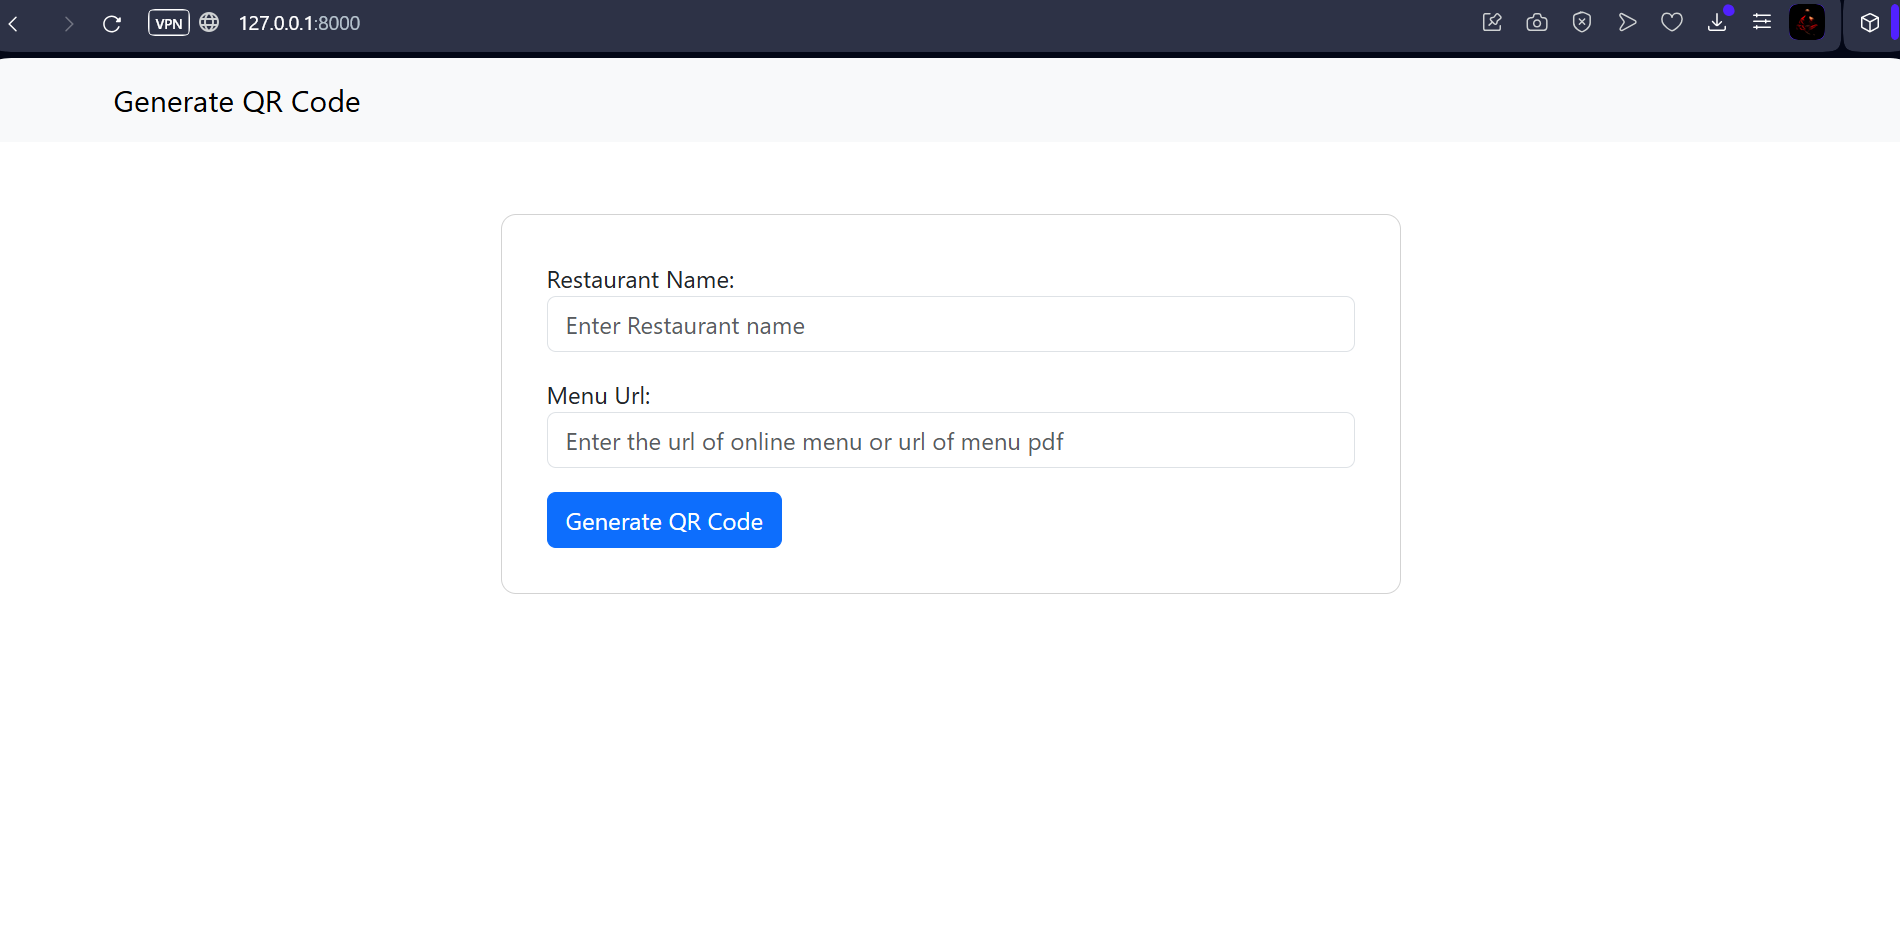 VPN 127.0.0.1:8000
Generate QR Code
Restaurant Name:
Enter Restaurant name
Menu Url:
Enter the url of online menu or url of menu pdf
Generate QR Code